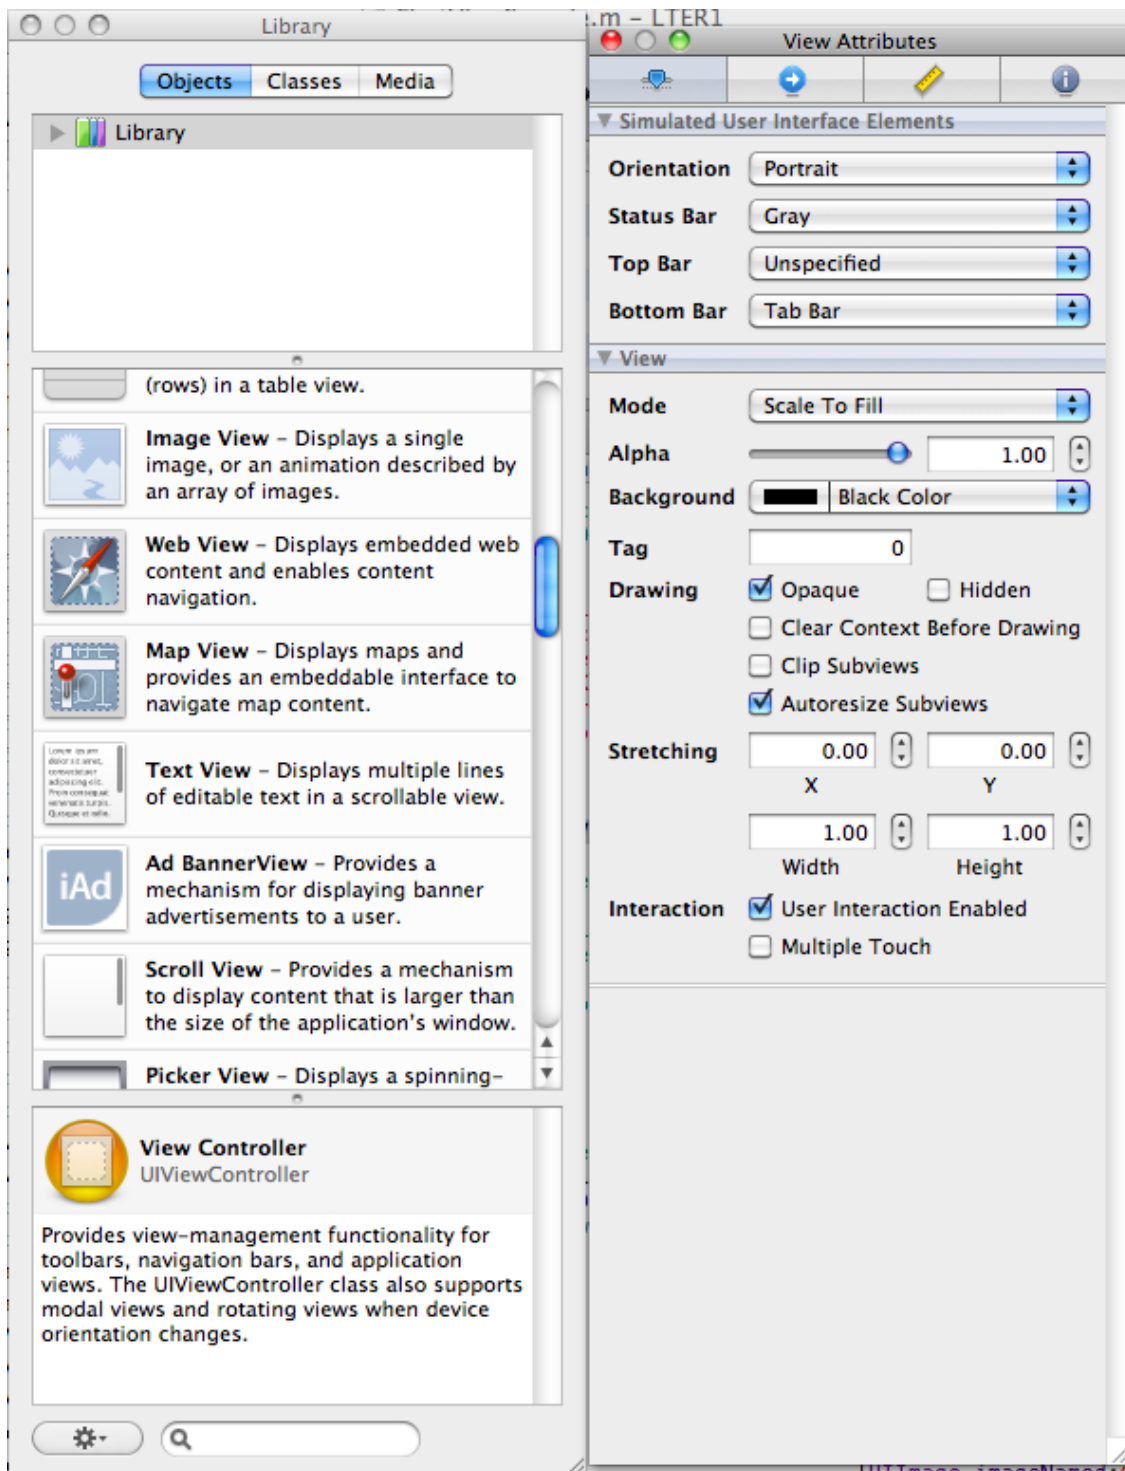 .m – LTER1
Library
Objects Classes Media
Library
(rows) in a table view.
Image View – Displays a single
image, or an animation described by
an array of images.
Web View – Displays embedded web
content and enables content
navigation.
Map View – Displays maps and
provides an embeddable interface to
navigate map content.
Lorem ipsum
dolor sit amet,
consectetuer
adipiscing elit.
Text View – Displays multiple lines
of editable text in a scrollable view.
iAd
Ad BannerView – Provides a
mechanism for displaying banner
advertisements to a user.
Scroll View – Provides a mechanism
to display content that is larger than
the size of the application's window.
Picker View – Displays a spinning–
View Controller
UIViewController
Provides view–management functionality for
toolbars, navigation bars, and application
views. The UIViewController class also supports
modal views and rotating views when device
orientation changes.
View Attributes
Simulated User Interface Elements
Orientation Portrait
Status Bar Gray
Top Bar Unspecified
Bottom Bar Tab Bar
View
Mode Scale To Fill
Alpha 1.00
Background Black Color
Tag 0
Drawing Opaque Hidden
Clear Context Before Drawing
Clip Subviews
Autoresize Subviews
Stretching 0.00 0.00
X Y
1.00 1.00
Width Height
Interaction User Interaction Enabled
Multiple Touch